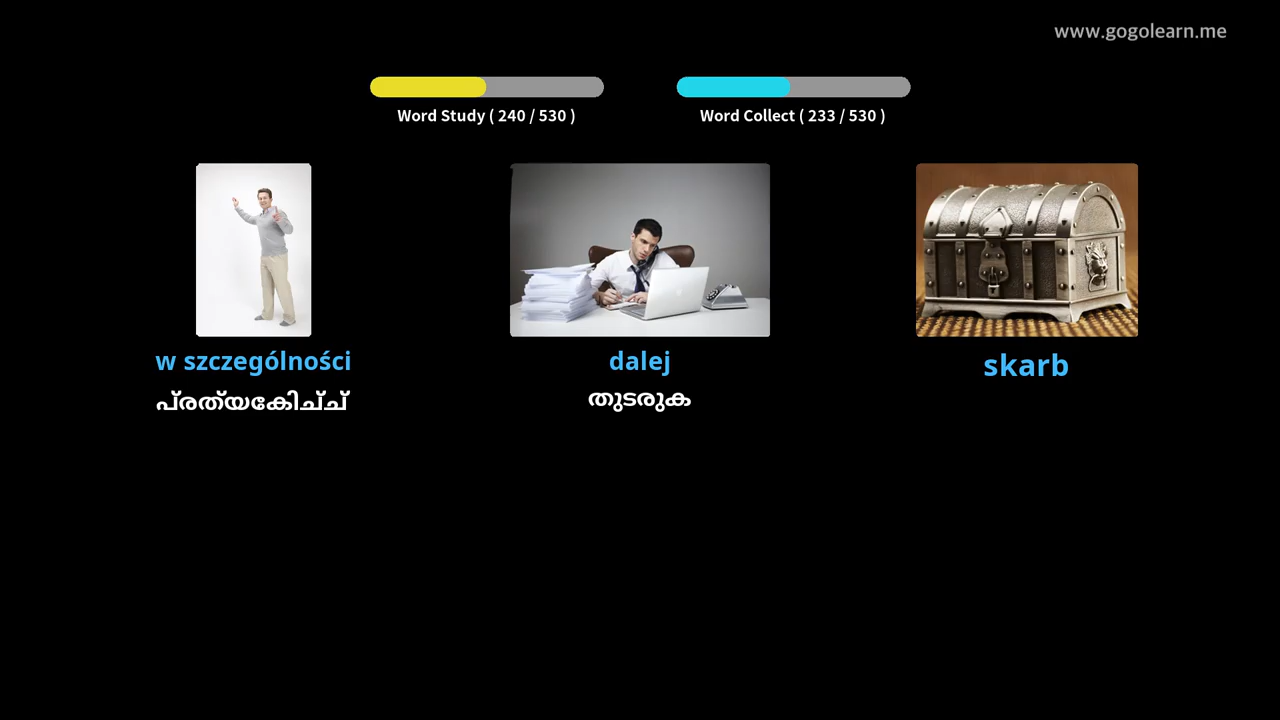 www.gogolearn.me
Word Study ( 240 / 530 )
Word Collect ( 233 / 530 )
w szczególności
dalej
skarb
പ്രത്യകേിച്ച്
തുടരുക